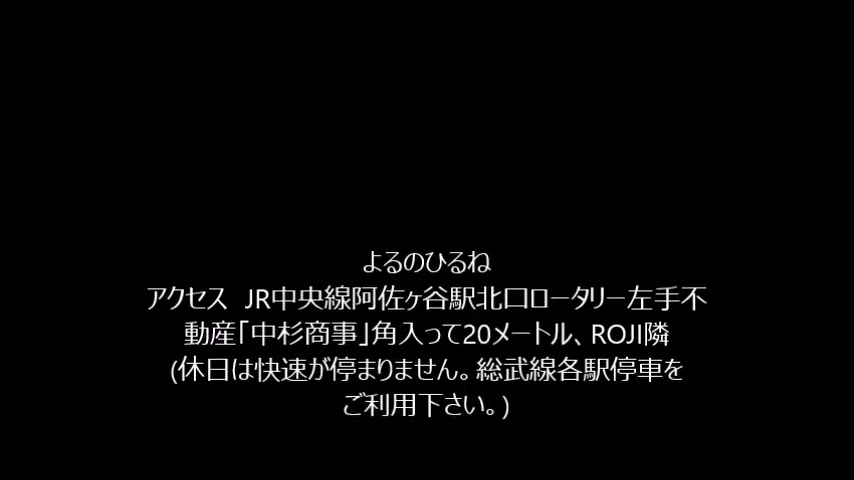 よるのひるね
アクセス　JR中央線阿佐ヶ谷駅北口ロータリー左手不
動産「中杉商事」角入って20メートル、ROJI隣
(休日は快速が停まりません。総武線各駅停車を
ご利用下さい。)